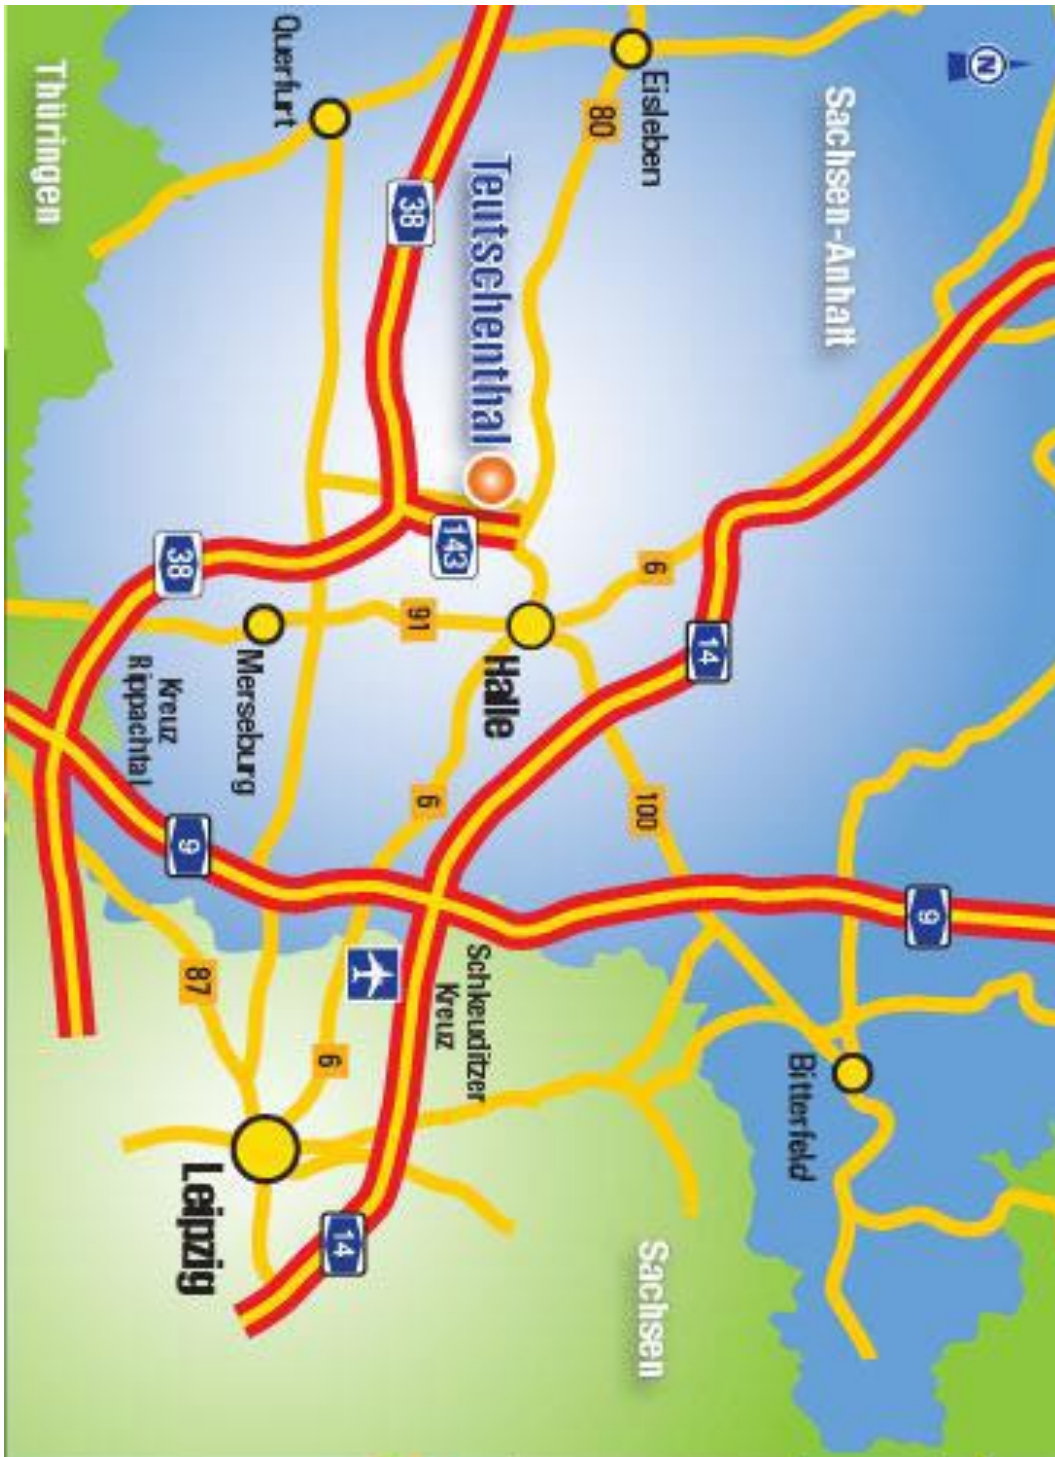 N
Sachsen-Anhalt
Eisleben
80
Querfurt
Thüringen
38
Teutschenthal
143
38
6
91
Halle
14
Merseburg
Kreuz
Rippachtal
6
100
9
9
Schkeuditzer
Kreuz
87
6
Bitterfeld
Leipzig
14
Sachsen